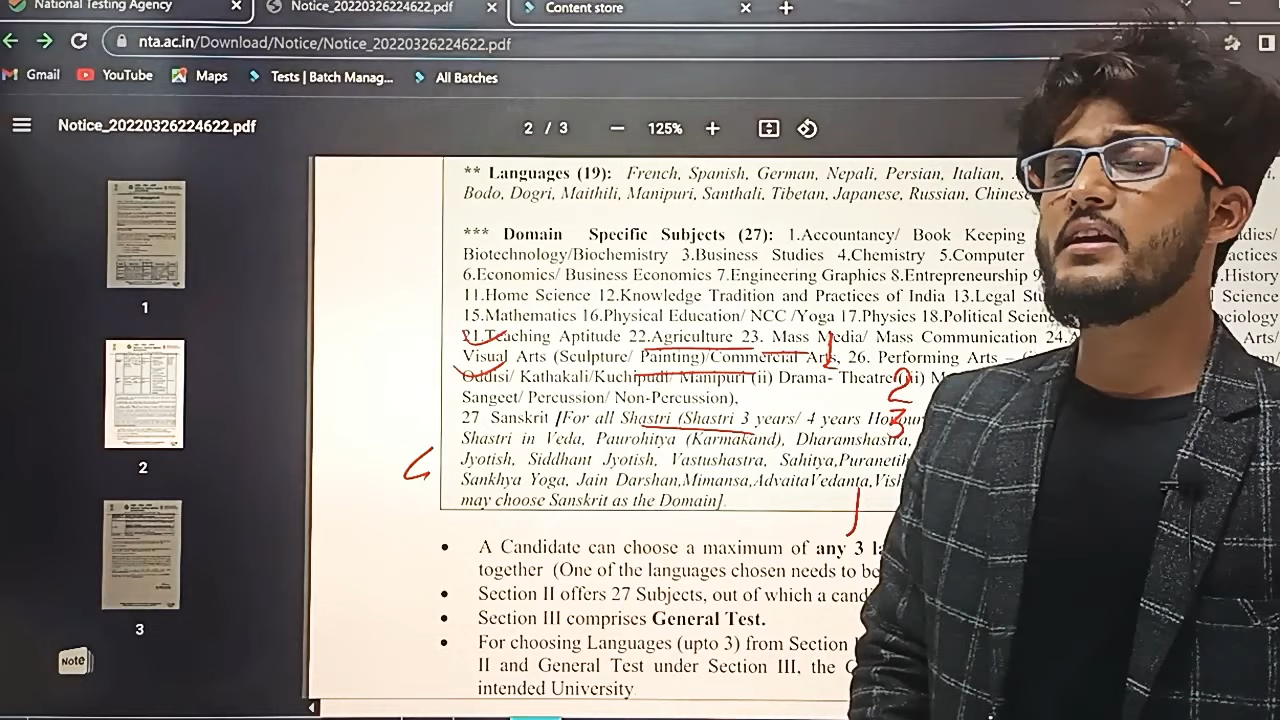 National Testing Agency
Notice_20220326224622.pdf
Content store
nta.ac.in/Download/Notice/Notice_20220326224622.pdf
Gmail
YouTube
Maps
Tests | Batch Manag...
All Batches
Notice_20220326224622.pdf
2 / 3
125%
1
2
3
Note
** Languages (19): French, Spanish, German, Nepali, Persian, Italian,
Bodo, Dogri, Maithili, Manipuri, Santhali, Tibetan, Japanese, Russian, Chinese
*** Domain Specific Subjects (27): 1.Accountancy/ Book Keeping
Biotechnology/Biochemistry 3.Business Studies 4.Chemistry 5.Computer
6.Economics/ Business Economics 7.Engineering Graphics 8.Entrepreneurship .History
11.Home Science 12.Knowledge Tradition and Practices of India 13.Legal Science
15.Mathematics 16.Physical Education/ NCC /Yoga 17.Physics 18.Political
21.Teaching Aptitude 22.Agriculture 23. Mass Media/ Mass Communication Arts/
Visual Arts (Sculpture/ Painting)/Commercial Arts, 26. Performing Arts –
Oddisi/ Kathakali/Kuchipudi/ Manipuri (ii) Drama- Theatre (iii)
Sangeet/ Percussion/ Non-Percussion),
27 Sanskrit [For all Shastri (Shastri 3 years/ 4 years
Shastri in Veda, Paurohitya (Karmakand), Dharamshastra,
Jyotish, Siddhant Jyotish, Vastushastra, Sahitya,
Sankhya Yoga, Jain Darshan,Mimansa,AdvaitaVedanta,
may choose Sanskrit as the Domain].
1
2
3
• A Candidate can choose a maximum of any 3
together (One of the languages chosen needs to be
• Section II offers 27 Subjects, out of which a
• Section III comprises General Test.
• For choosing Languages (upto 3) from Section
II and General Test under Section III, the
intended University